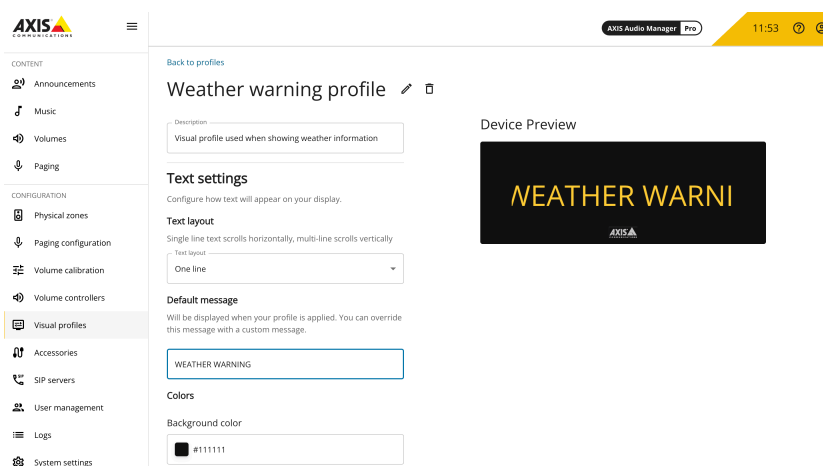 AXIS
COMMUNICATIONS
AXIS Audio Manager Pro
11:53
CONTENT
Announcements
Music
Volumes
Paging
CONFIGURATION
Physical zones
Paging configuration
Volume calibration
Volume controllers
Visual profiles
Accessories
SIP
SIP servers
User management
Logs
System settings
Back to profiles
Weather warning profile
Description
Visual profile used when showing weather information
Text settings
Configure how text will appear on your display.
Text layout
Single line text scrolls horizontally, multi-line scrolls vertically
Text layout
One line
Default message
Will be displayed when your profile is applied. You can override
this message with a custom message.
WEATHER WARNING
Colors
Background color
#111111
Device Preview
WEATHER WARNI
AXIS
COMMUNICATIONS